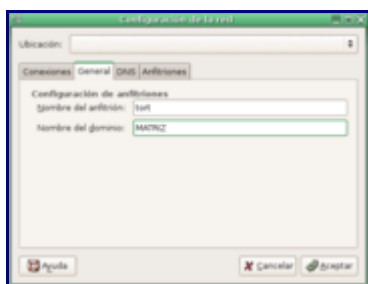 Configuración de la red
Ubicación:
Conexiones General DNS Anfitriones
Configuración de anfitriones
Nombre del anfitrión: tort
Nombre del dominio: MATRIZ
Ayuda Cancelar Aceptar